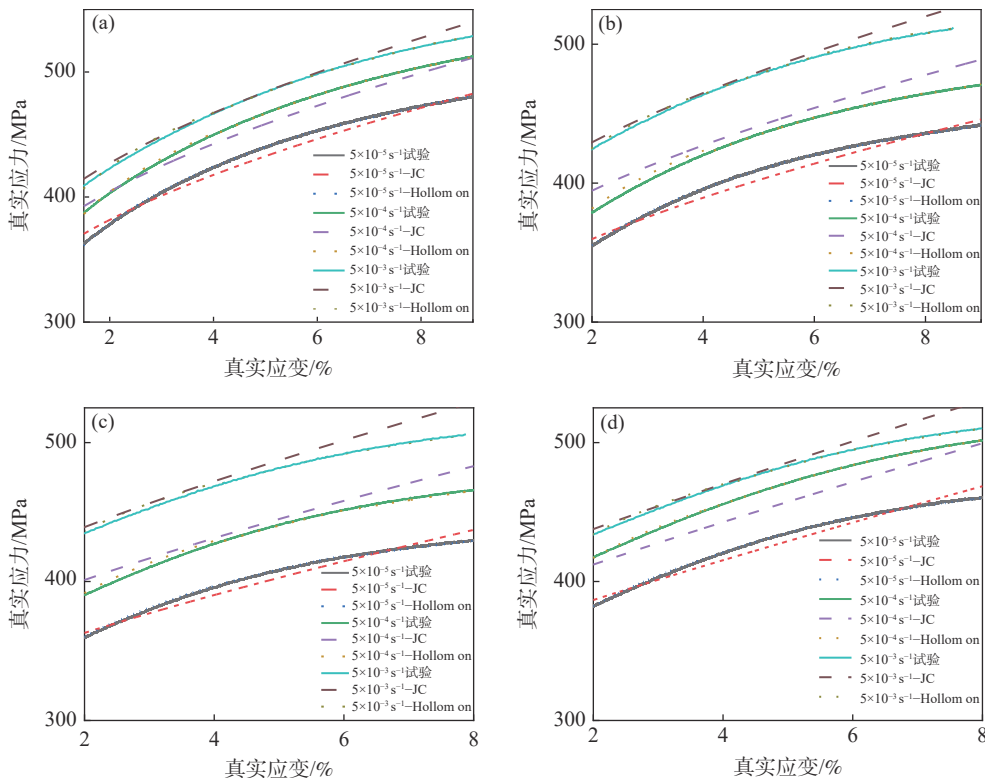 (a)
真实应力/MPa
500
400
300
5×10⁻⁵ s⁻¹试验
5×10⁻⁵ s⁻¹–JC
5×10⁻⁵ s⁻¹–Hollom on
5×10⁻⁴ s⁻¹试验
5×10⁻⁴ s⁻¹–JC
5×10⁻⁴ s⁻¹–Hollom on
5×10⁻³ s⁻¹试验
5×10⁻³ s⁻¹–JC
5×10⁻³ s⁻¹–Hollom on
2 4 6 8
真实应变/%
(b)
真实应力/MPa
500
400
300
5×10⁻⁵ s⁻¹试验
5×10⁻⁵ s⁻¹–JC
5×10⁻⁵ s⁻¹–Hollom on
5×10⁻⁴ s⁻¹试验
5×10⁻⁴ s⁻¹–JC
5×10⁻⁴ s⁻¹–Hollom on
5×10⁻³ s⁻¹试验
5×10⁻³ s⁻¹–JC
5×10⁻³ s⁻¹–Hollom on
2 4 6 8
真实应变/%
(c)
真实应力/MPa
500
400
300
5×10⁻⁵ s⁻¹试验
5×10⁻⁵ s⁻¹–JC
5×10⁻⁵ s⁻¹–Hollom on
5×10⁻⁴ s⁻¹试验
5×10⁻⁴ s⁻¹–JC
5×10⁻⁴ s⁻¹–Hollom on
5×10⁻³ s⁻¹试验
5×10⁻³ s⁻¹–JC
5×10⁻³ s⁻¹–Hollom on
2 4 6 8
真实应变/%
(d)
真实应力/MPa
500
400
300
5×10⁻⁵ s⁻¹试验
5×10⁻⁵ s⁻¹–JC
5×10⁻⁵ s⁻¹–Hollom on
5×10⁻⁴ s⁻¹试验
5×10⁻⁴ s⁻¹–JC
5×10⁻⁴ s⁻¹–Hollom on
5×10⁻³ s⁻¹试验
5×10⁻³ s⁻¹–JC
5×10⁻³ s⁻¹–Hollom on
2 4 6 8
真实应变/%